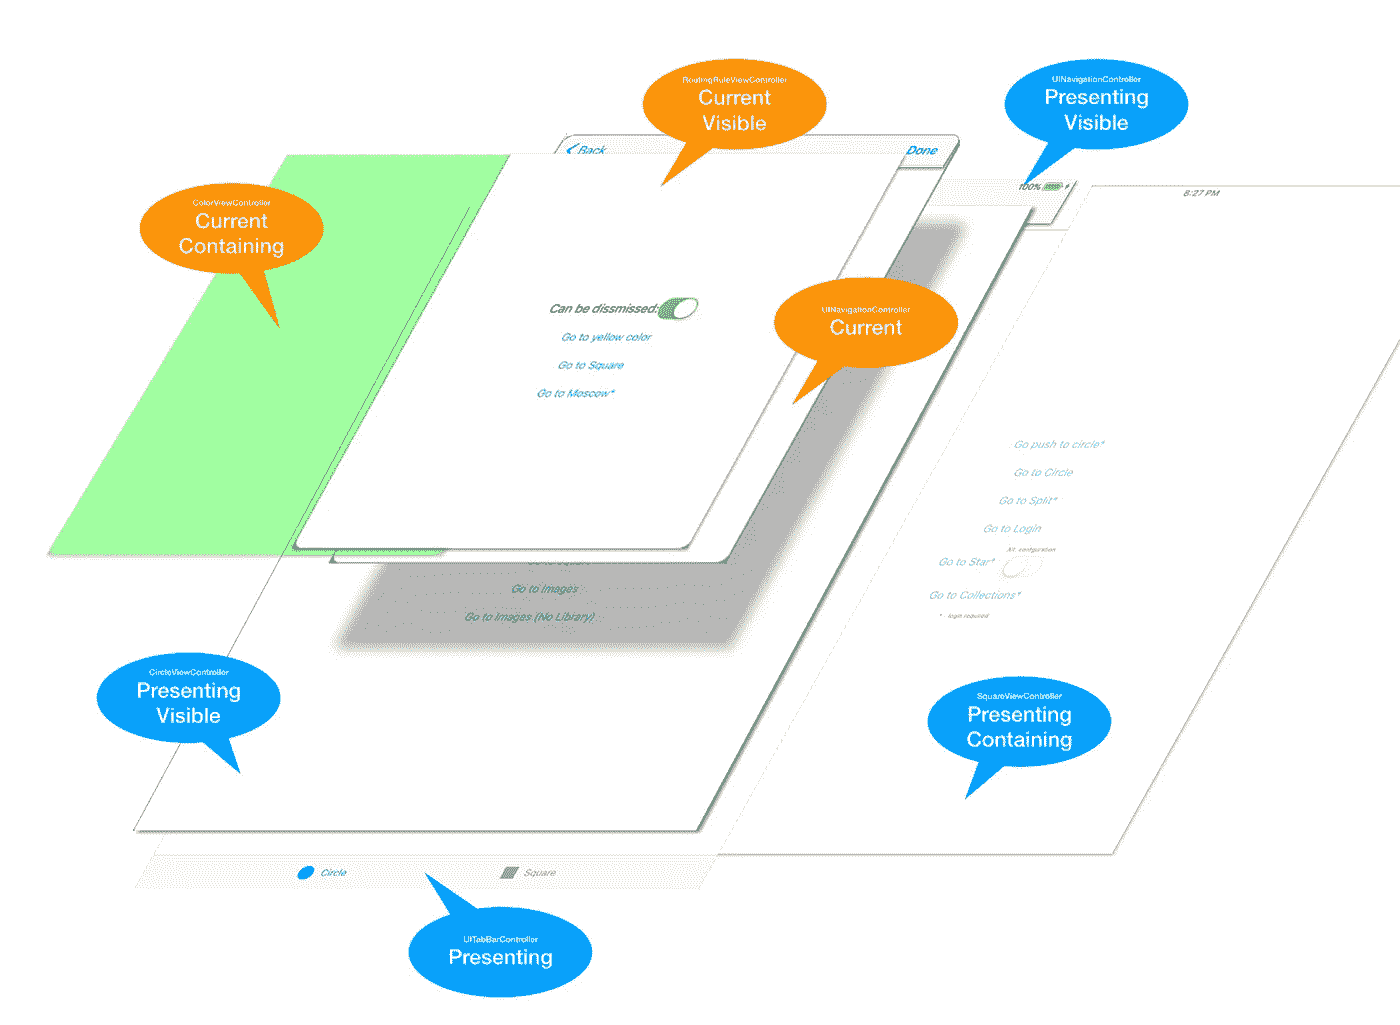 RoutingRuleViewController
Current
Visible
UINavigationController
Presenting
Visible
Back
Done
100%
8:27 PM
ColorViewController
Current
Containing
Can be dissmissed:
Go to yellow color
Go to Square
Go to Moscow*
UINavigationController
Current
Go push to circle*
Go to Circle
Go to Split*
Go to Login
Alt. configuration
Go to Star*
Go to Collections*
* - login required
Go to Images
Go to Images (No Library)
CircleViewController
Presenting
Visible
SquareViewController
Presenting
Containing
Circle
Square
UITabBarController
Presenting